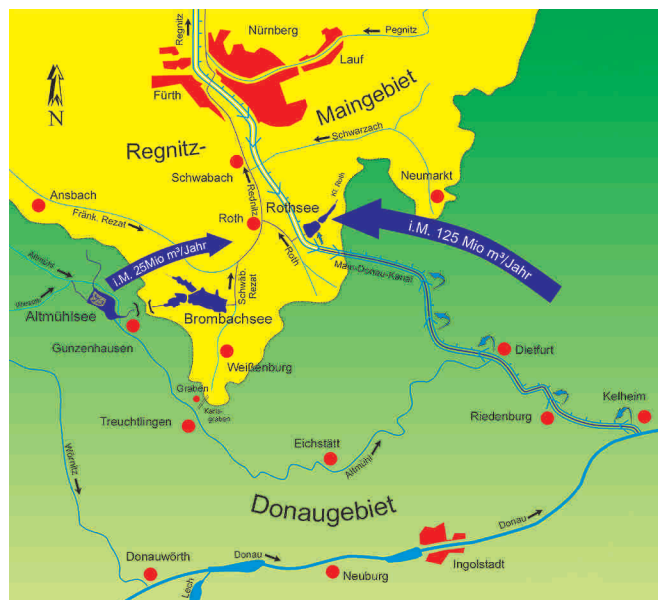 Regnitz
Nürnberg
Pegnitz
Lauf
Fürth
N
Maingebiet
Regnitz-
Schwarzach
Schwabach
Rednitz
Kl. Roth
Neumarkt
Ansbach
Rothsee
Fränk. Rezat
Roth
i.M. 125 Mio m³/Jahr
Roth
Altmühl
i.M. 25Mio m³/Jahr
Main-Donau-Kanal
Schwäb.
Rezat
Wieseth
Altmühlsee
Brombachsee
Gunzenhausen
Dietfurt
Weißenburg
Graben
Karls-
graben
Kelheim
Treuchtlingen
Riedenburg
Eichstätt
Altmühl
Wörnitz
Donaugebiet
Donau
Donauwörth
Donau
Ingolstadt
Neuburg
Lech